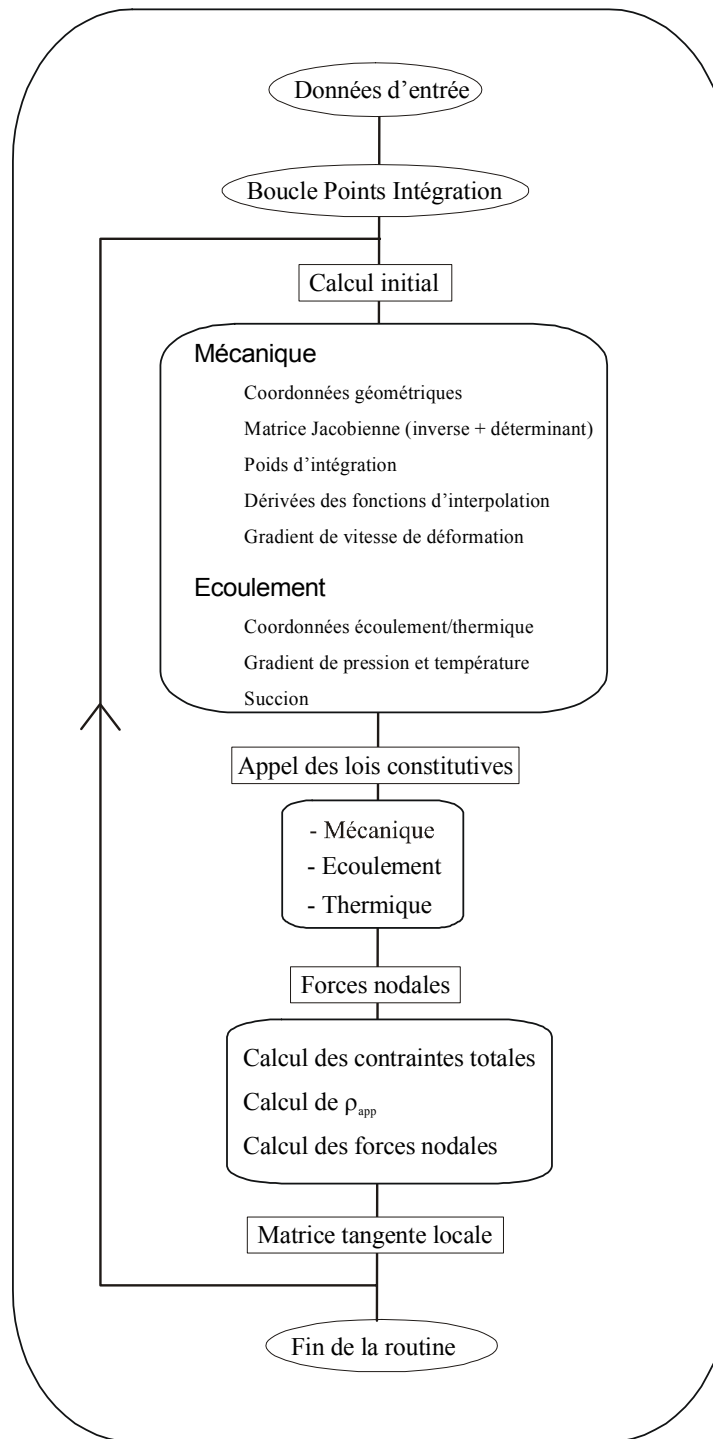 Données d’entrée
Boucle Points Intégration
Calcul initial
Mécanique
Coordonnées géométriques
Matrice Jacobienne (inverse + déterminant)
Poids d’intégration
Dérivées des fonctions d’interpolation
Gradient de vitesse de déformation
Ecoulement
Coordonnées écoulement/thermique
Gradient de pression et température
Succion
Appel des lois constitutives
- Mécanique
- Ecoulement
- Thermique
Forces nodales
Calcul des contraintes totales
Calcul de ρapp
Calcul des forces nodales
Matrice tangente locale
Fin de la routine